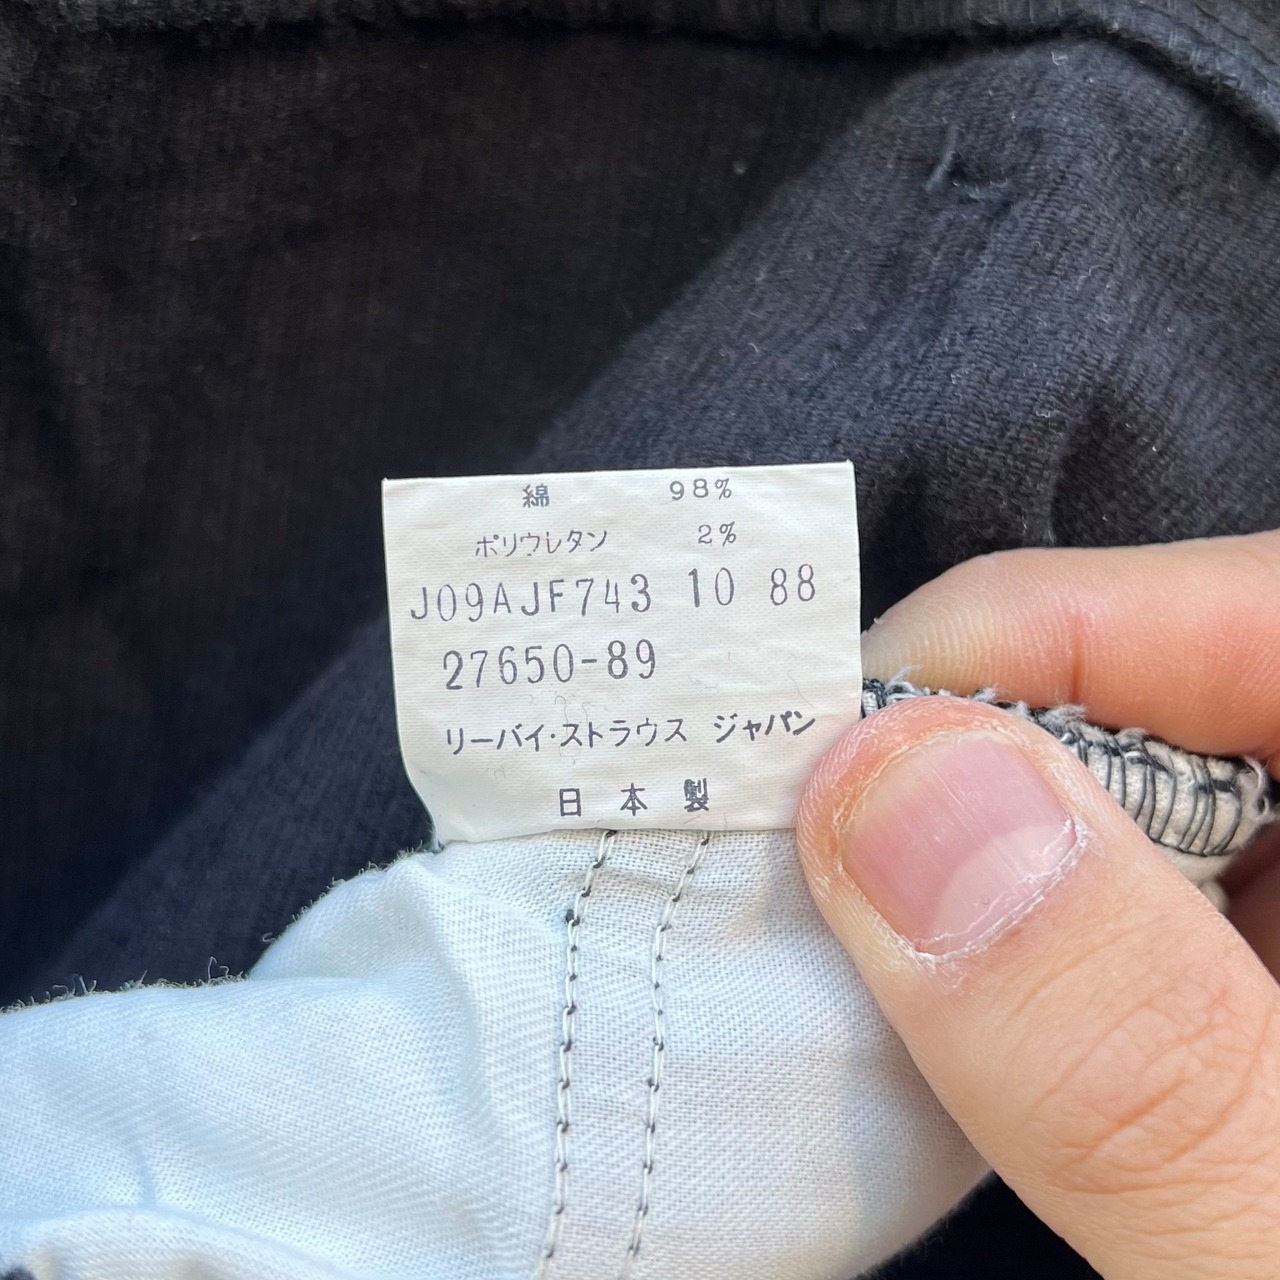 綿 98%
ポリウレタン 2%
J09AJF743 10 88
27650-89
リーバイ·ストラウス ジャパン
日本製